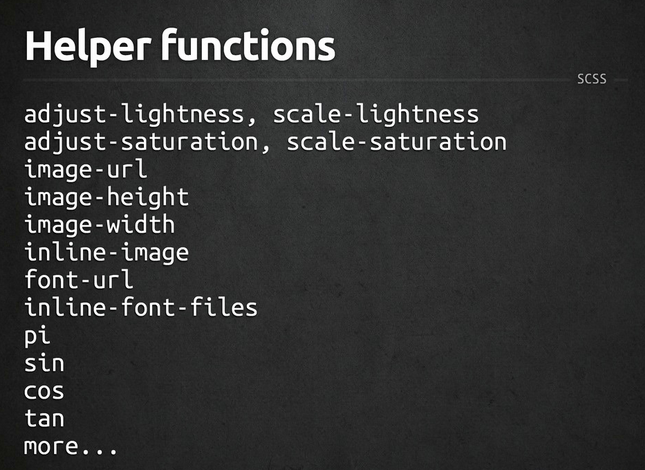 Helper functions
SCSS
adjust-lightness, scale-lightness
adjust-saturation, scale-saturation
image-url
image-height
image-width
inline-image
font-url
inline-font-files
pi
sin
cos
tan
more...